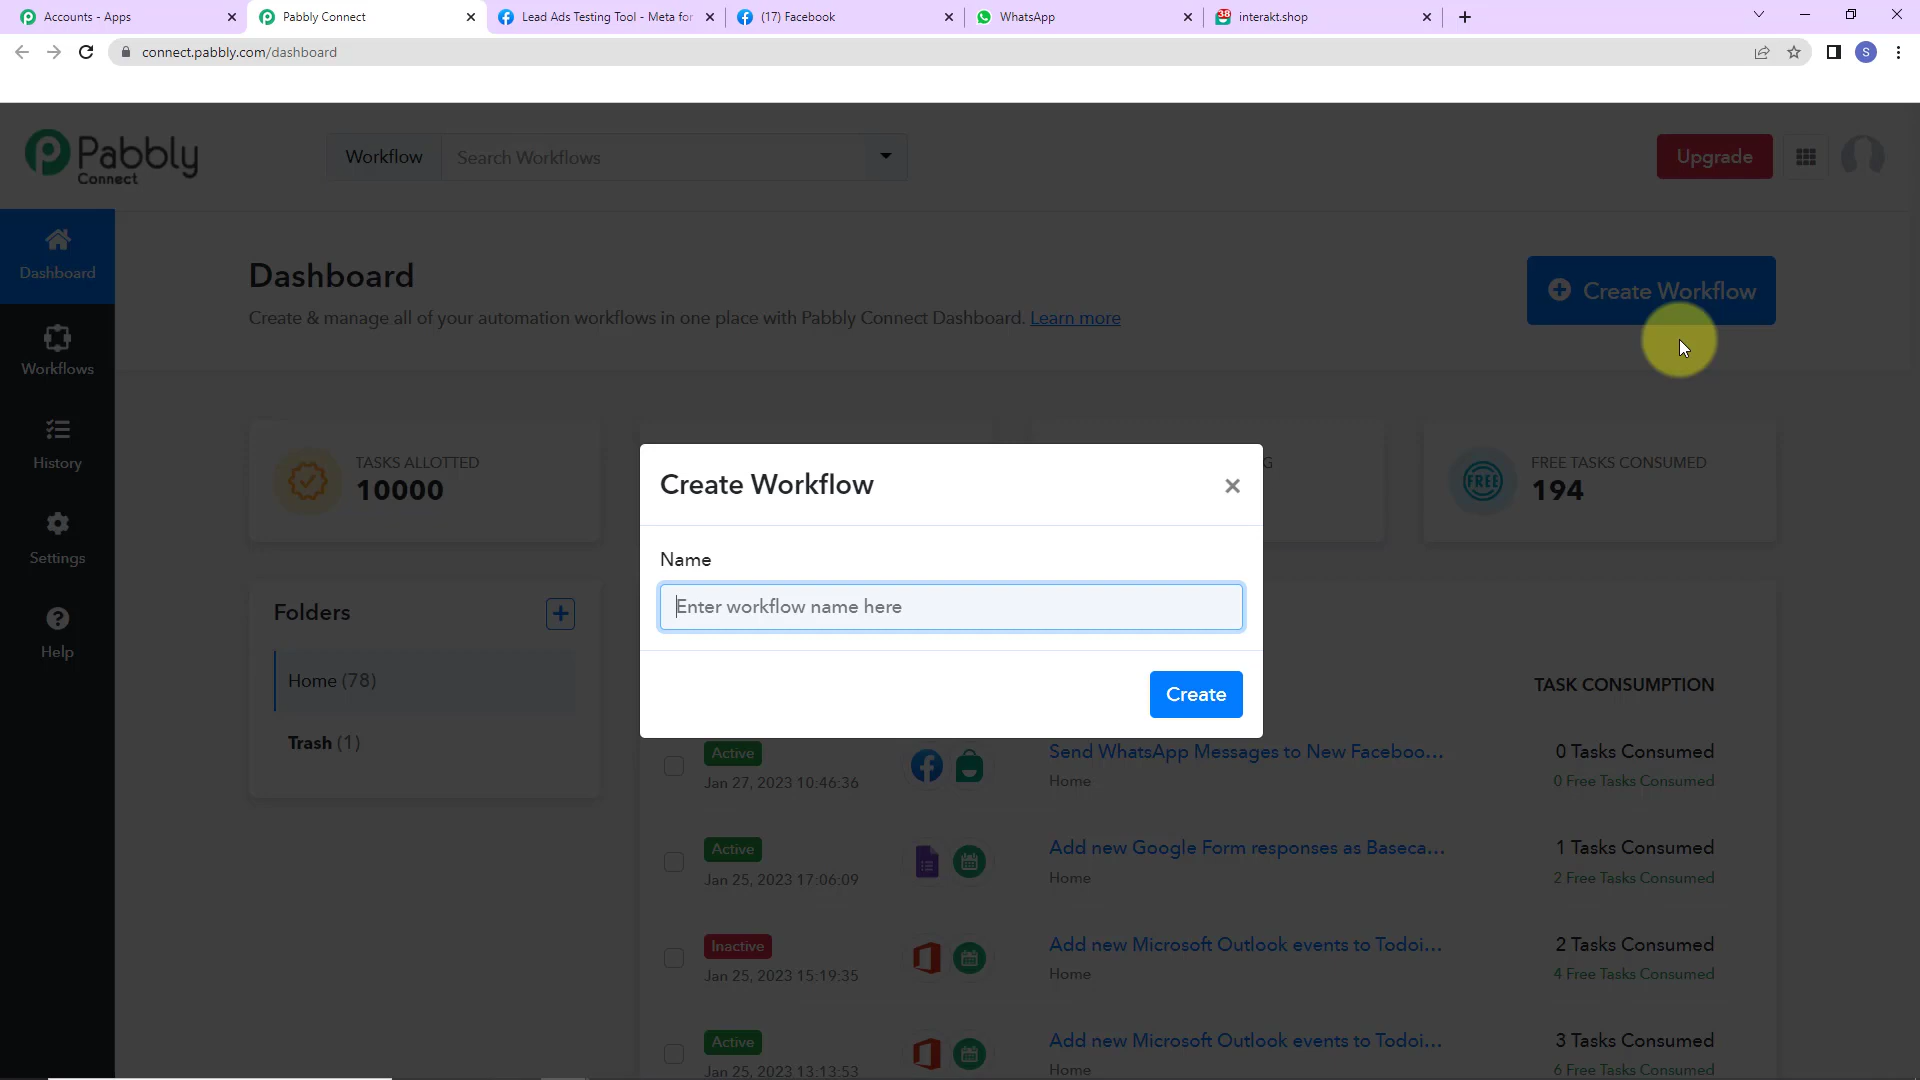 Accounts - Apps
Pabbly Connect
Lead Ads Testing Tool - Meta for
(17) Facebook
WhatsApp
38
interakt.shop
connect.pabbly.com/dashboard
S
Pabbly
Connect
Workflow
Search Workflows
Upgrade
Dashboard
Workflows
History
Settings
Help
Dashboard
Create & manage all of your automation workflows in one place with Pabbly Connect Dashboard. Learn more
Create Workflow
TASKS ALLOTTED
10000
G
FREE
FREE TASKS CONSUMED
194
Folders
Home (78)
Trash (1)
Create Workflow
Name
Enter workflow name here
Create
TASK CONSUMPTION
Active
Jan 27, 2023 10:46:36
Send WhatsApp Messages to New Faceboo...
Home
0 Tasks Consumed
0 Free Tasks Consumed
Active
Jan 25, 2023 17:06:09
Add new Google Form responses as Baseca...
Home
1 Tasks Consumed
2 Free Tasks Consumed
Inactive
Jan 25, 2023 15:19:35
Add new Microsoft Outlook events to Todoi...
Home
2 Tasks Consumed
4 Free Tasks Consumed
Active
Jan 25, 2023 13:13:53
Add new Microsoft Outlook events to Todoi...
Home
3 Tasks Consumed
6 Free Tasks Consumed